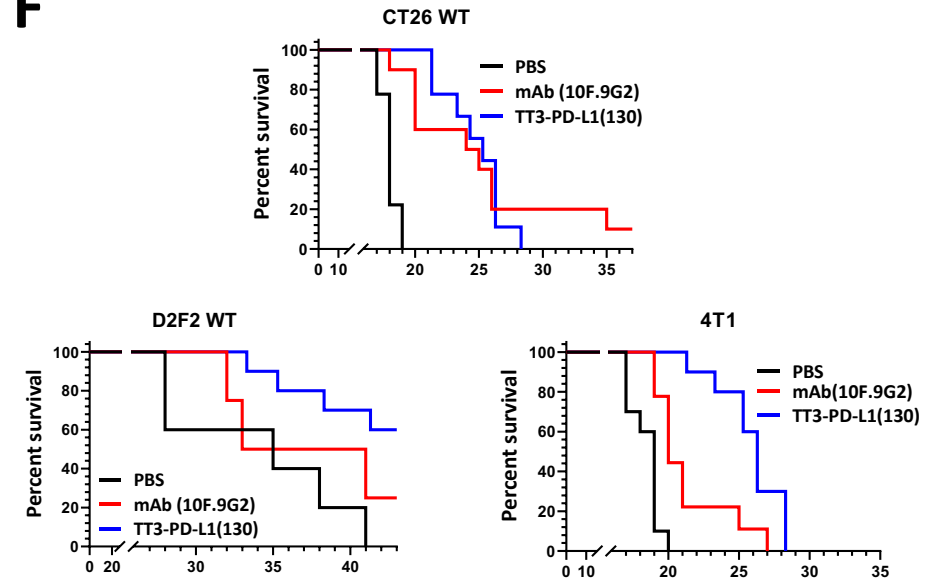 F
CT26 WT
Percent survival
100
80
60
40
20
0
0 10 20 25 30 35
PBS
mAb (10F.9G2)
TT3-PD-L1(130)
D2F2 WT
Percent survival
100
80
60
40
20
0
0 20 30 35 40
PBS
mAb (10F.9G2)
TT3-PD-L1(130)
4T1
Percent survival
100
80
60
40
20
0
0 10 20 25 30 35
PBS
mAb(10F.9G2)
TT3-PD-L1(130)